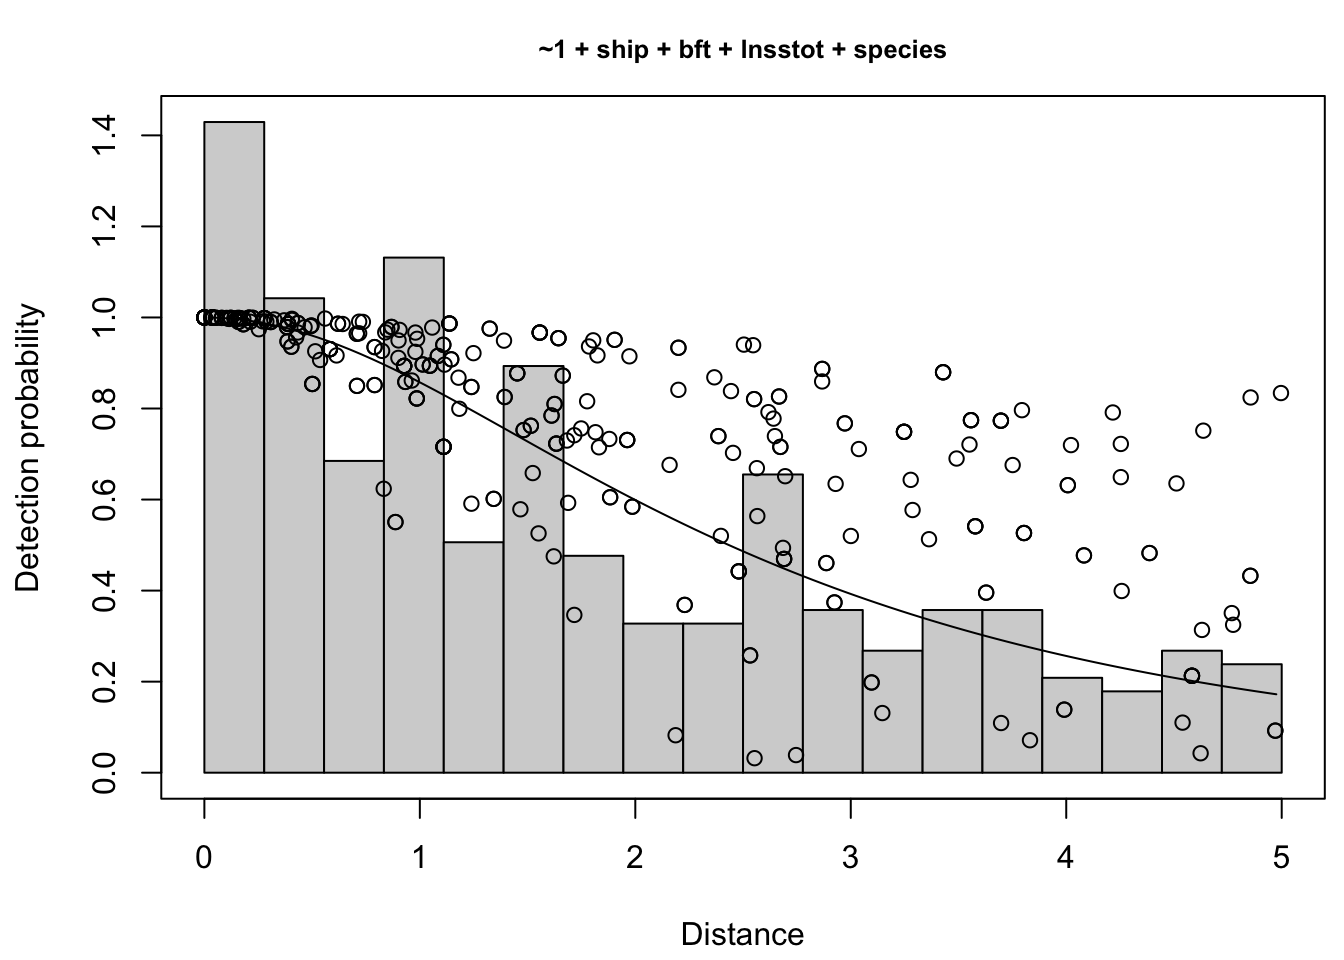 ~1 + ship + bft + lnsstot + species
Detection probability
1.4
1.2
1.0
0.8
0.6
0.4
0.2
0.0
0 1 2 3 4 5
Distance